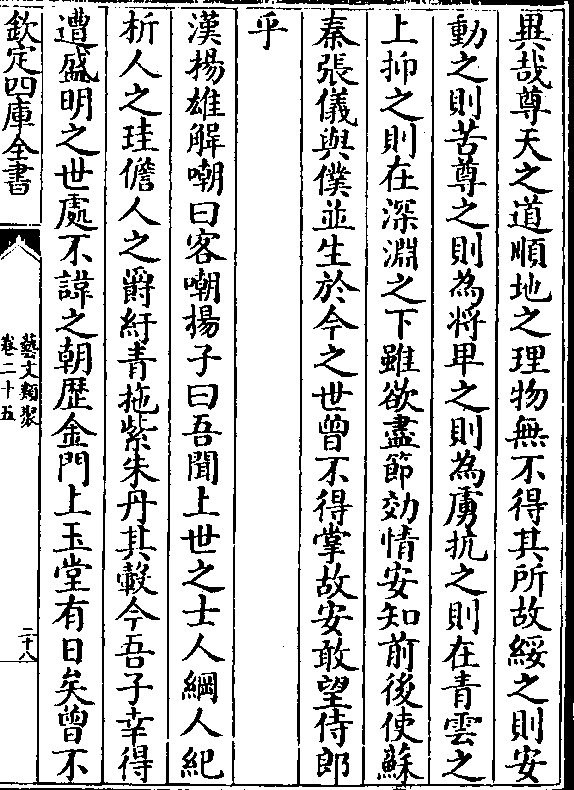 異哉尊天之道順地之理物無不得其所故綏之則安
動之則苦尊之則為将卑之則為虜抗之則在青雲之
上抑之則在深淵之下雖欲盡節効情安知前後使蘇
秦張儀與僕並生於今之世曾不得掌故安敢望侍郎
乎
漢揚雄解嘲曰客嘲揚子曰吾聞上世之士人綱人紀
析人之珪儋人之爵紆青拖紫朱丹其轂今吾子幸得
遭盛明之世處不諱之朝歴金門上玉堂有日矣曾不
欽定四庫全書
藝文類聚
卷二十五
二十八